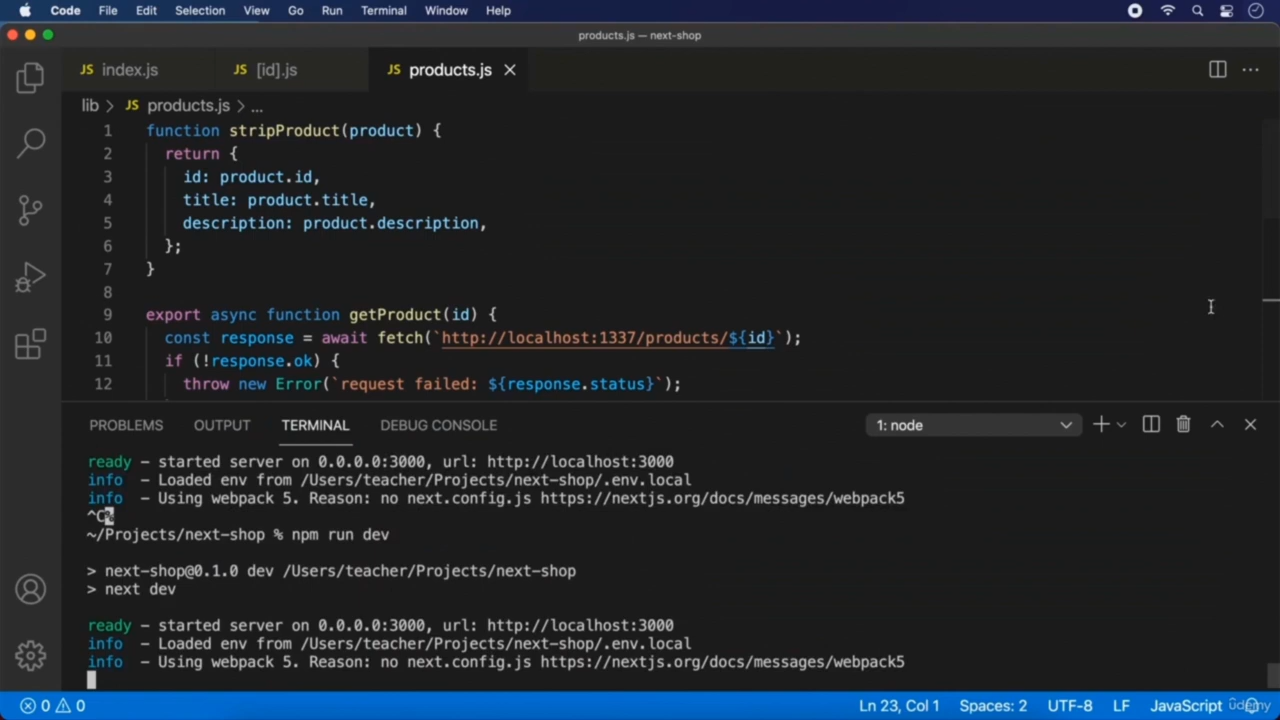 Code File Edit Selection View Go Run Terminal Window Help
products.js — next-shop
JS index.js JS [id].js JS products.js
lib > JS products.js > ...
1 function stripProduct(product) {
2 return {
3 id: product.id,
4 title: product.title,
5 description: product.description,
6 };
7 }
8
9 export async function getProduct(id) {
10 const response = await fetch(`http://localhost:1337/products/${id}`);
11 if (!response.ok) {
12 throw new Error(`request failed: ${response.status}`);
PROBLEMS OUTPUT TERMINAL DEBUG CONSOLE 1: node
ready - started server on 0.0.0.0:3000, url: http://localhost:3000
info - Loaded env from /Users/teacher/Projects/next-shop/.env.local
info - Using webpack 5. Reason: no next.config.js https://nextjs.org/docs/messages/webpack5
^C%
~/Projects/next-shop % npm run dev
> next-shop@0.1.0 dev /Users/teacher/Projects/next-shop
> next dev
ready - started server on 0.0.0.0:3000, url: http://localhost:3000
info - Loaded env from /Users/teacher/Projects/next-shop/.env.local
info - Using webpack 5. Reason: no next.config.js https://nextjs.org/docs/messages/webpack5
0 0 Ln 23, Col 1 Spaces: 2 UTF-8 LF JavaScript udemy